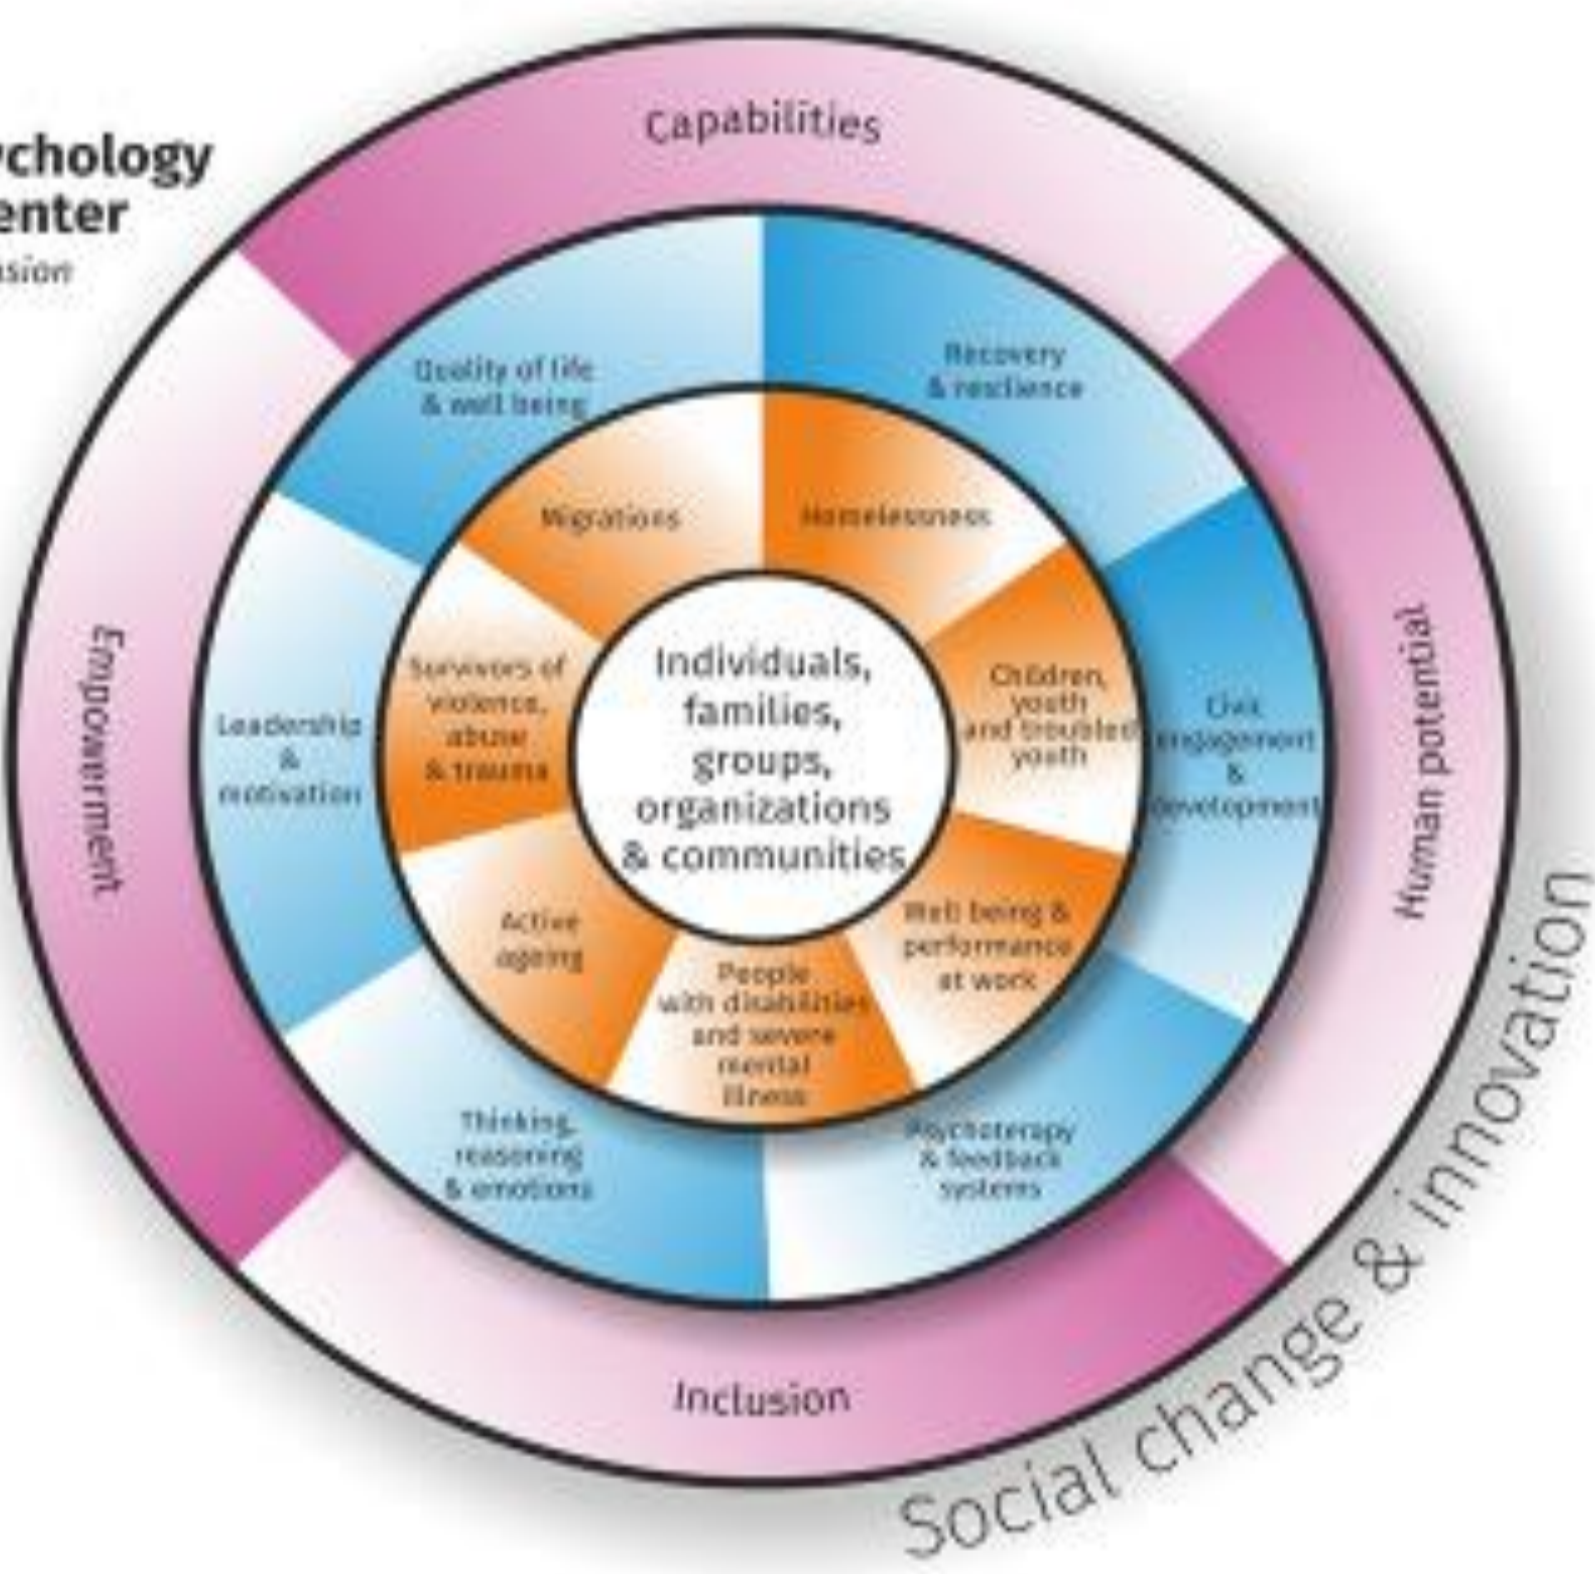 ychology
enter
sion
Capabilities
Quality of life
& well being
Recovery
& resilience
Migrations
Homelessness
Empowerment
Leadership
&
motivation
Survivors of
violence,
abuse
& trauma
Individuals,
families,
groups,
organizations
& communities
Children,
youth
and troubled
youth
Civic
engagement
&
development
Human potential
Active
ageing
People
with disabilities
and severe
mental
illness
Well being &
performance
at work
Thinking,
reasoning
& emotions
Psychoterapy
& feedback
systems
Inclusion
Social change & innovation